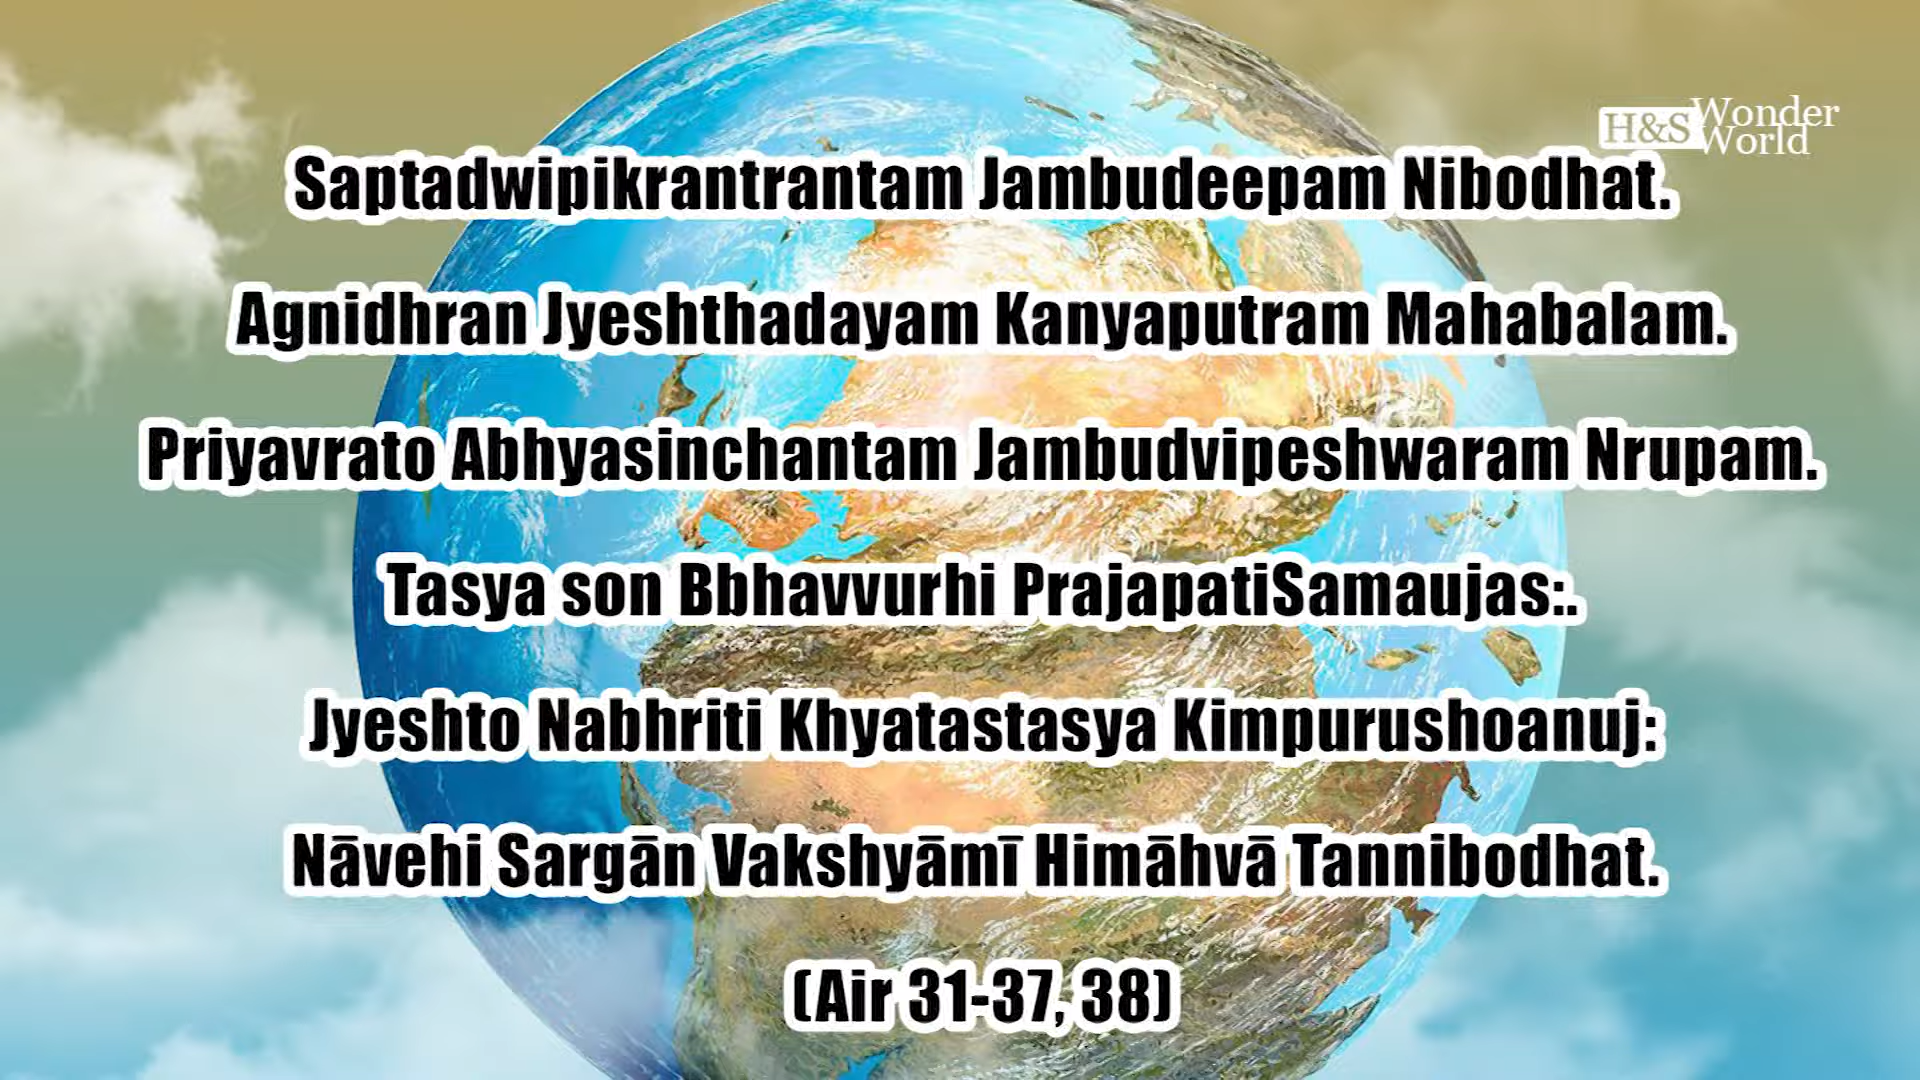 H&S Wonder World
Saptadwipikrantrantam Jambudeepam Nibodhat.
Agnidhran Jyeshthadayam Kanyaputram Mahabalam.
Priyavrato Abhyasinchantam Jambudvipeshwaram Nrupam.
Tasya son Bbhavvurhi PrajapatiSamaujas:.
Jyeshto Nabhriti Khyatastasya Kimpurushoanuj:
Nāvehi Sargān Vakshyāmī Himāhvā Tannibodhat.
(Air 31-37, 38)